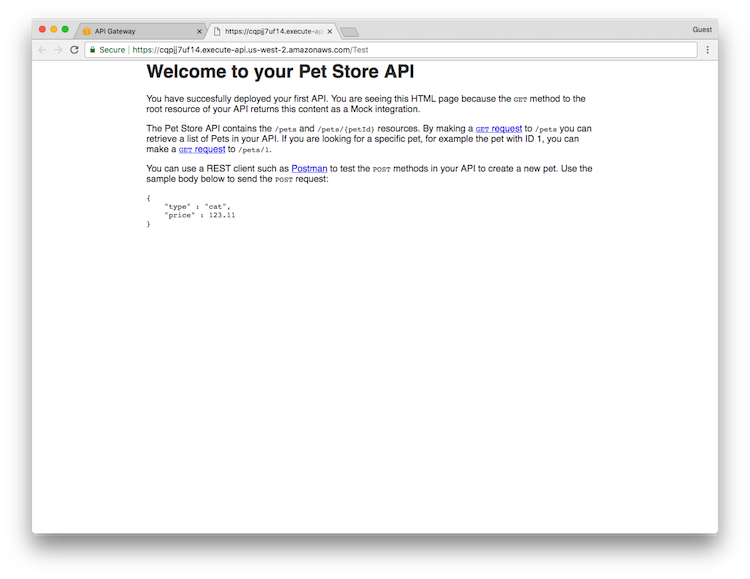 API Gateway
https://cqpjj7uf14.execute-api
Guest
Secure
https://cqpjj7uf14.execute-api.us-west-2.amazonaws.com/Test
Welcome to your Pet Store API
You have succesfully deployed your first API. You are seeing this HTML page because the GET method to the
root resource of your API returns this content as a Mock integration.
The Pet Store API contains the /pets and /pets/{petId} resources. By making a GET request to /pets you can
retrieve a list of Pets in your API. If you are looking for a specific pet, for example the pet with ID 1, you can
make a GET request to /pets/1.
You can use a REST client such as Postman to test the POST methods in your API to create a new pet. Use the
sample body below to send the POST request:
{
    "type" : "cat",
    "price" : 123.11
}